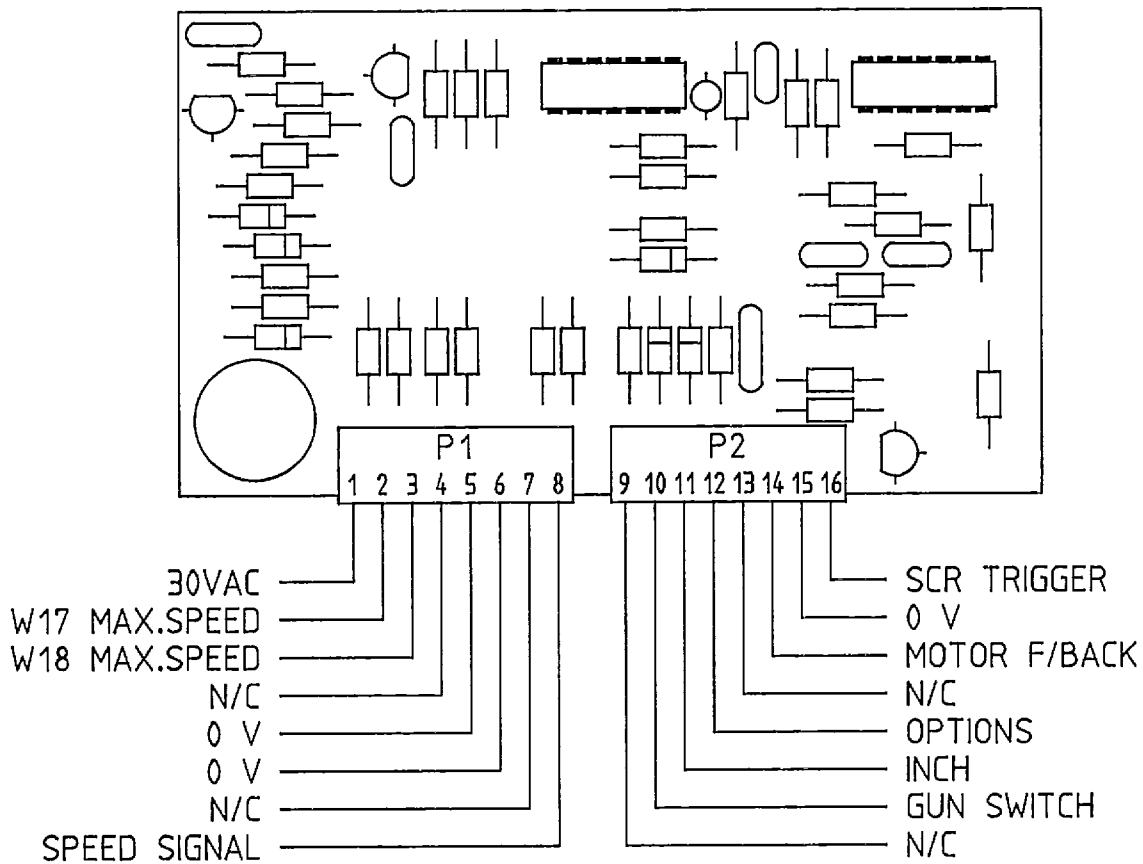 P1
P2
1 2 3 4 5 6 7 8
9 10 11 12 13 14 15 16
30VAC
W17 MAX.SPEED
W18 MAX.SPEED
N/C
0 V
0 V
N/C
SPEED SIGNAL
SCR TRIGGER
0 V
MOTOR F/BACK
N/C
OPTIONS
INCH
GUN SWITCH
N/C